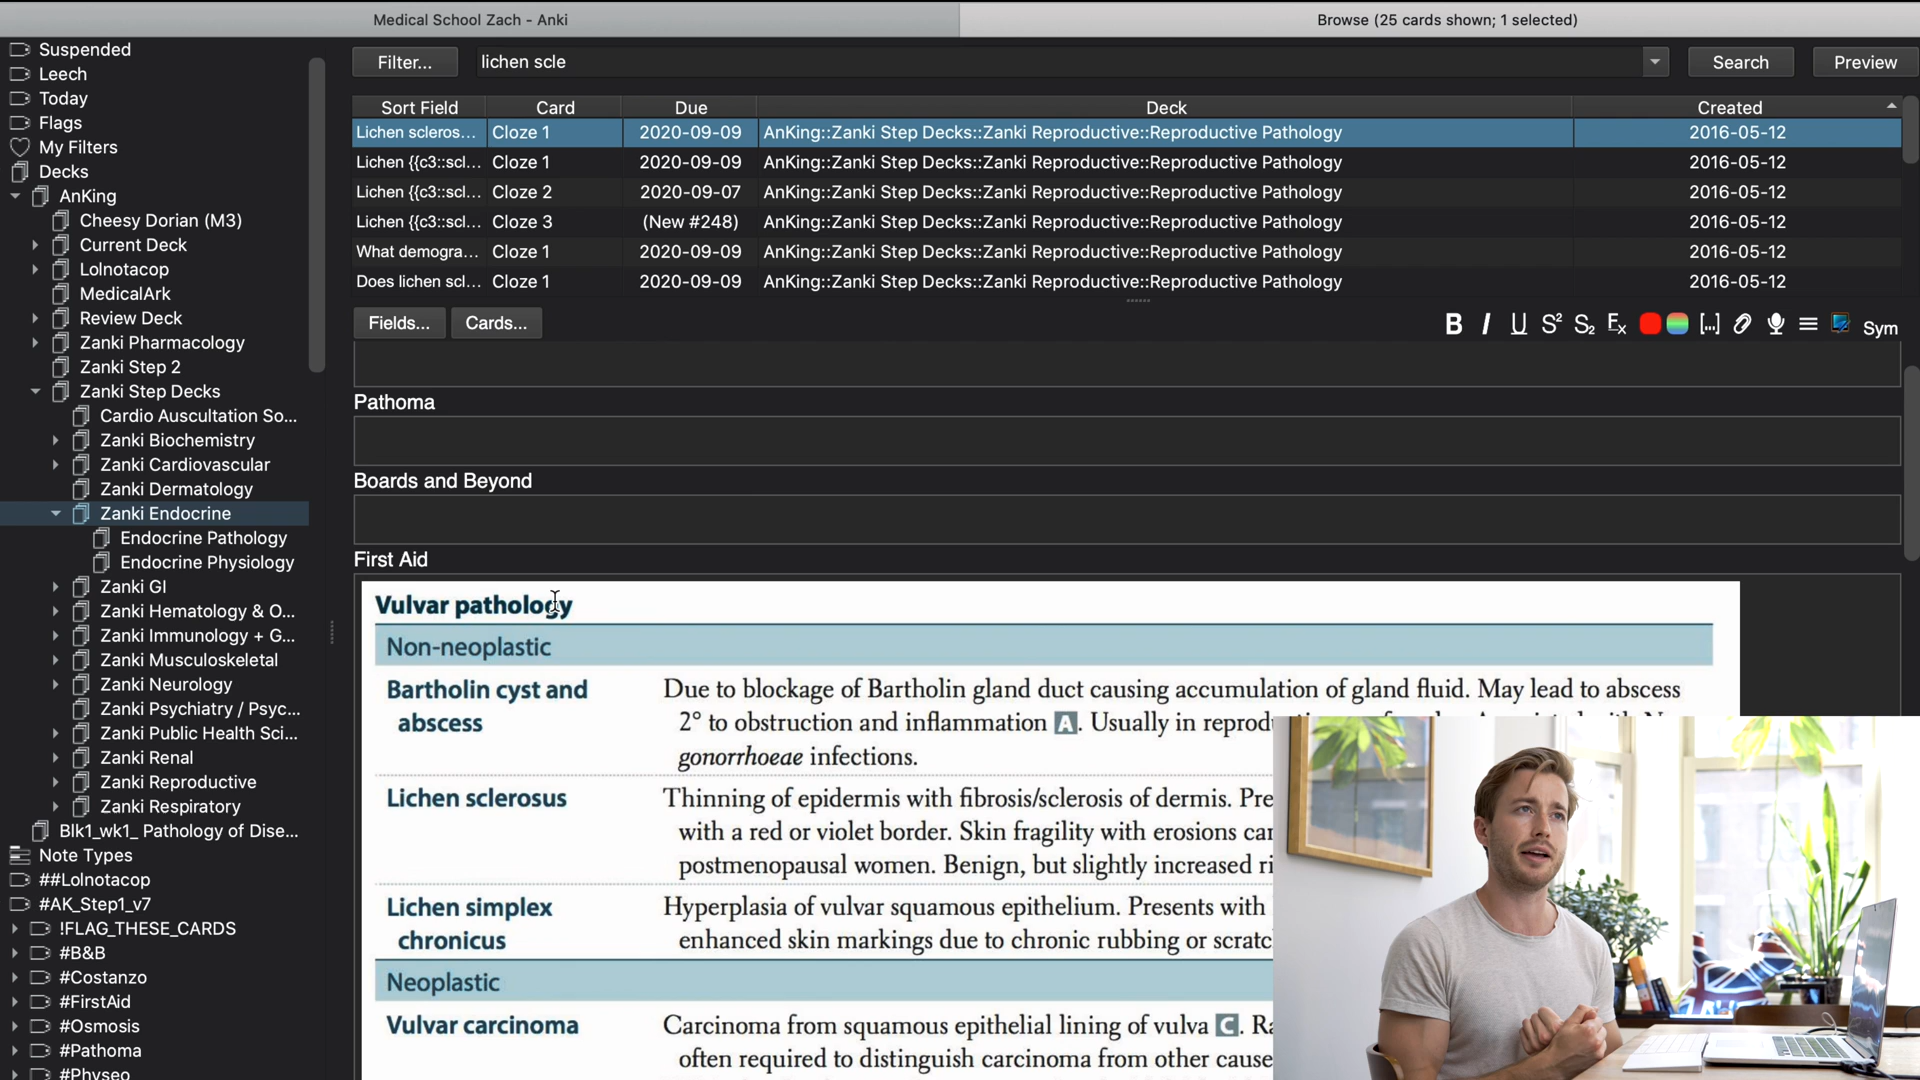 Medical School Zach - Anki
Browse (25 cards shown; 1 selected)
Suspended
Leech
Today
Flags
My Filters
Decks
AnKing
Cheesy Dorian (M3)
Current Deck
Lolnotacop
MedicalArk
Review Deck
Zanki Pharmacology
Zanki Step 2
Zanki Step Decks
Cardio Auscultation So...
Zanki Biochemistry
Zanki Cardiovascular
Zanki Dermatology
Zanki Endocrine
Endocrine Pathology
Endocrine Physiology
Zanki GI
Zanki Hematology & O...
Zanki Immunology + G...
Zanki Musculoskeletal
Zanki Neurology
Zanki Psychiatry / Psyc...
Zanki Public Health Sci...
Zanki Renal
Zanki Reproductive
Zanki Respiratory
Blk1_wk1_ Pathology of Dise...
Note Types
##Lolnotacop
#AK_Step1_v7
!FLAG_THESE_CARDS
#B&B
#Costanzo
#FirstAid
#Osmosis
#Pathoma
#Physeo
Filter... lichen scle Search Preview
Sort Field Card Due Deck Created
Lichen scleros... Cloze 1 2020-09-09 AnKing::Zanki Step Decks::Zanki Reproductive::Reproductive Pathology 2016-05-12
Lichen {{c3::scl... Cloze 1 2020-09-09 AnKing::Zanki Step Decks::Zanki Reproductive::Reproductive Pathology 2016-05-12
Lichen {{c3::scl... Cloze 2 2020-09-07 AnKing::Zanki Step Decks::Zanki Reproductive::Reproductive Pathology 2016-05-12
Lichen {{c3::scl... Cloze 3 (New #248) AnKing::Zanki Step Decks::Zanki Reproductive::Reproductive Pathology 2016-05-12
What demogra... Cloze 1 2020-09-09 AnKing::Zanki Step Decks::Zanki Reproductive::Reproductive Pathology 2016-05-12
Does lichen scl... Cloze 1 2020-09-09 AnKing::Zanki Step Decks::Zanki Reproductive::Reproductive Pathology 2016-05-12
Fields... Cards... B I U S² S₂ Fx [...] Sym
Pathoma
Boards and Beyond
First Aid
Vulvar pathology
Non-neoplastic
Bartholin cyst and abscess
Due to blockage of Bartholin gland duct causing accumulation of gland fluid. May lead to abscess
2° to obstruction and inflammation A. Usually in
gonorrhoeae infections.
Lichen sclerosus
Thinning of epidermis with fibrosis/sclerosis of dermis.
with a red or violet border. Skin fragility with erosions
postmenopausal women. Benign, but slightly increased
Lichen simplex chronicus
Hyperplasia of vulvar squamous epithelium. Presents with
enhanced skin markings due to chronic rubbing or
Neoplastic
Vulvar carcinoma
Carcinoma from squamous epithelial lining of vulva C.
often required to distinguish carcinoma from other